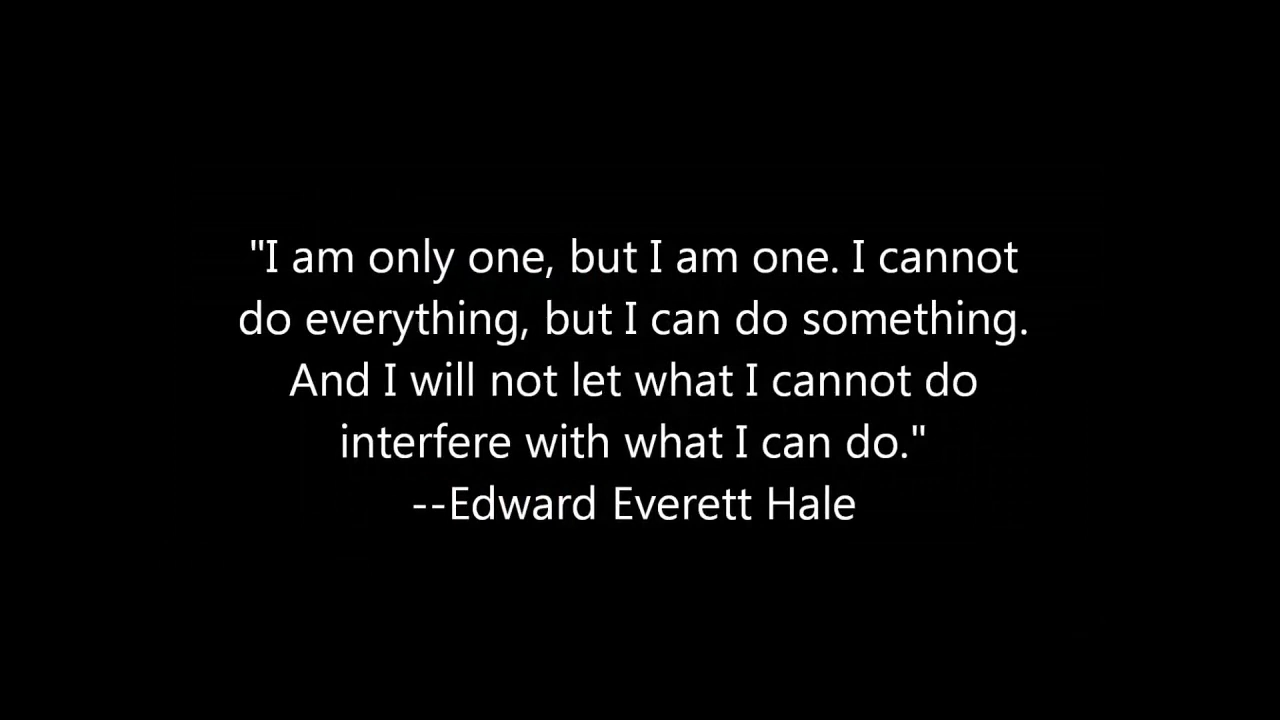 "I am only one, but I am one. I cannot
do everything, but I can do something.
And I will not let what I cannot do
interfere with what I can do."
--Edward Everett Hale